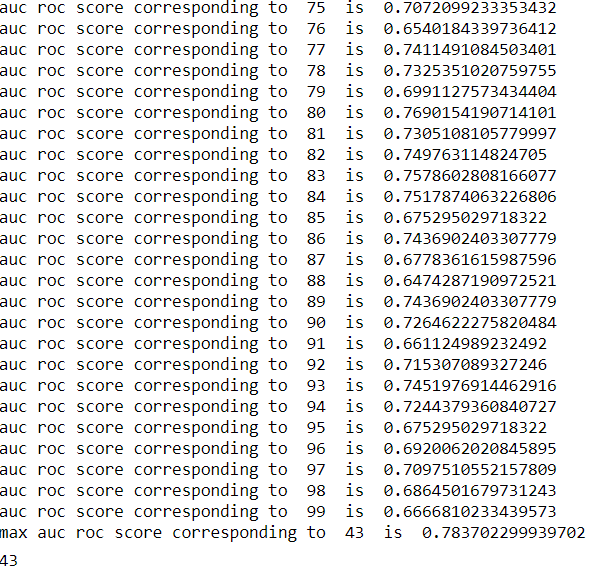 auc roc score corresponding to  75  is  0.7072099233353432
auc roc score corresponding to  76  is  0.6540184339736412
auc roc score corresponding to  77  is  0.7411491084503401
auc roc score corresponding to  78  is  0.7325351020759755
auc roc score corresponding to  79  is  0.6991127573434404
auc roc score corresponding to  80  is  0.7690154190714101
auc roc score corresponding to  81  is  0.7305108105779997
auc roc score corresponding to  82  is  0.749763114824705
auc roc score corresponding to  83  is  0.7578602808166077
auc roc score corresponding to  84  is  0.7517874063226806
auc roc score corresponding to  85  is  0.675295029718322
auc roc score corresponding to  86  is  0.7436902403307779
auc roc score corresponding to  87  is  0.6778361615987596
auc roc score corresponding to  88  is  0.6474287190972521
auc roc score corresponding to  89  is  0.7436902403307779
auc roc score corresponding to  90  is  0.7264622275820484
auc roc score corresponding to  91  is  0.661124989232492
auc roc score corresponding to  92  is  0.715307089327246
auc roc score corresponding to  93  is  0.7451976914462916
auc roc score corresponding to  94  is  0.7244379360840727
auc roc score corresponding to  95  is  0.675295029718322
auc roc score corresponding to  96  is  0.6920062020845895
auc roc score corresponding to  97  is  0.7097510552157809
auc roc score corresponding to  98  is  0.6864501679731243
auc roc score corresponding to  99  is  0.6666810233439573
max auc roc score corresponding to  43  is  0.783702299939702
43